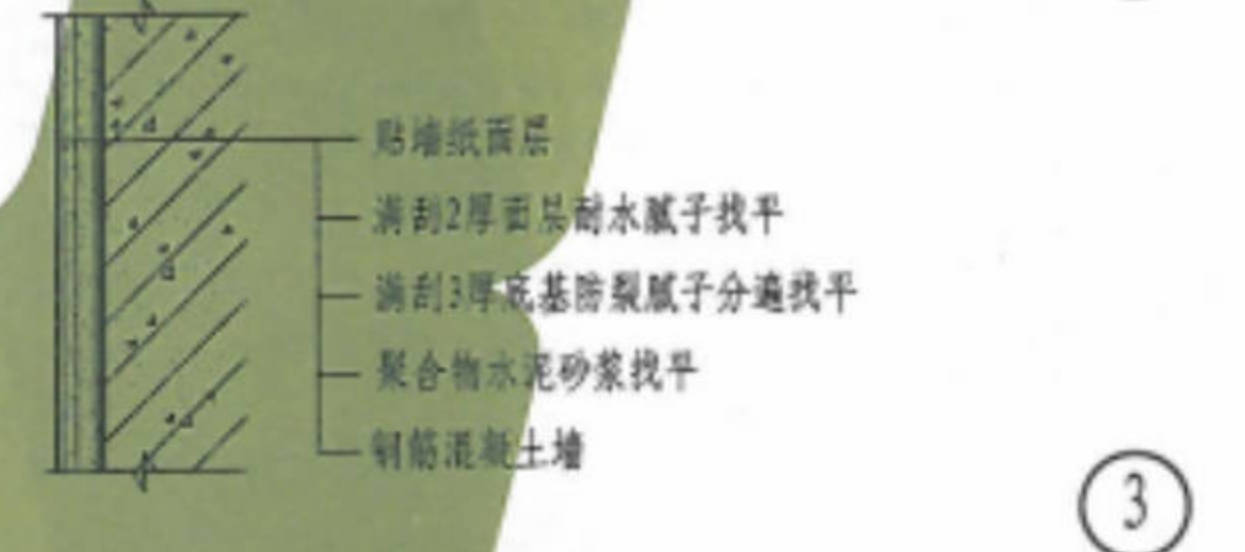 贴墙纸面层
满刮2厚面层耐水腻子找平
满刮3厚底基防裂腻子分遍找平
聚合物水泥砂浆找平
钢筋混凝土墙
3